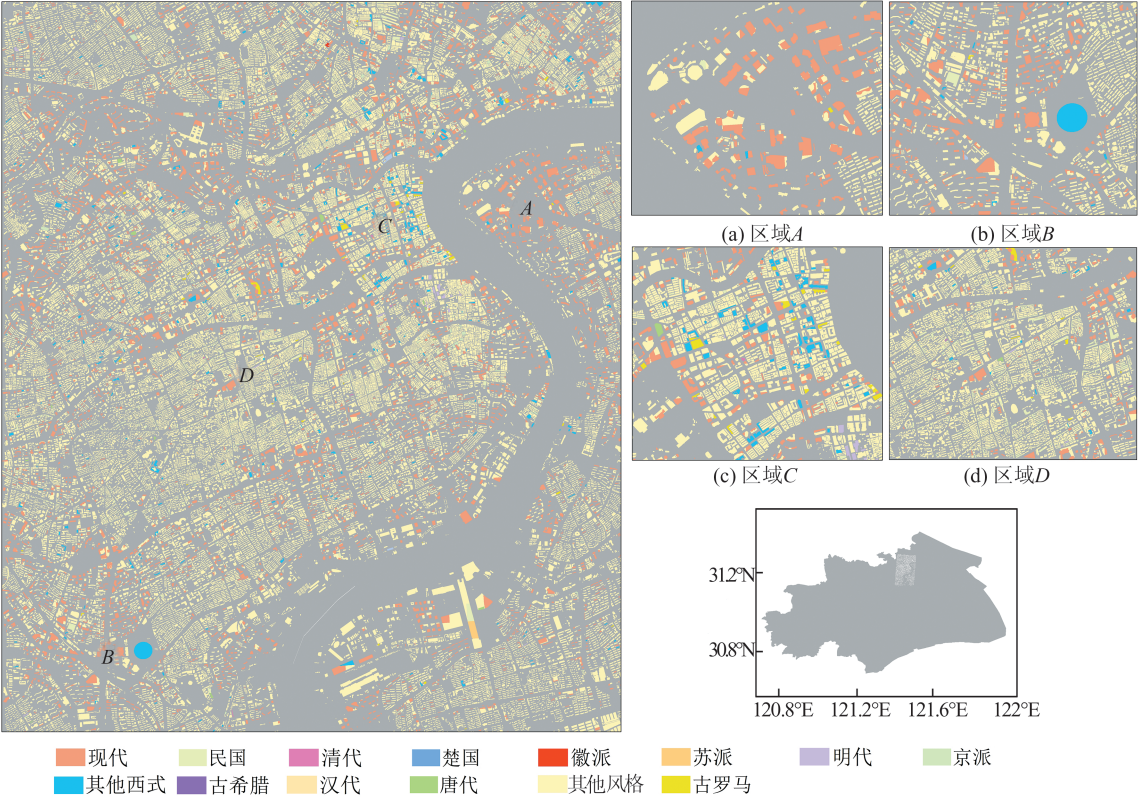 A
C
D
B
(a) 区域A
(b) 区域B
(c) 区域C
(d) 区域D
31.2°N
30.8°N
120.8°E 121.2°E 121.6°E 122°E
现代 民国 清代 楚国 徽派 苏派 明代 京派
其他西式 古希腊 汉代 唐代 其他风格 古罗马